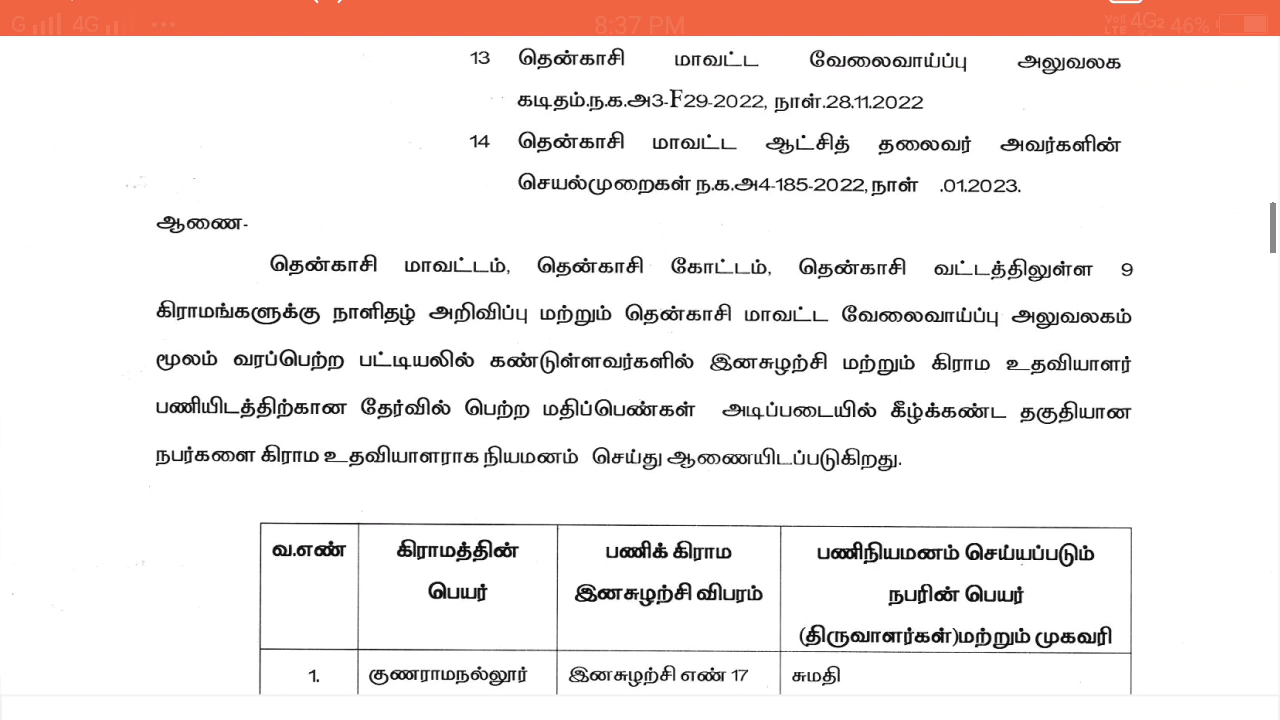 8:37 PM
G 4G ... Vo) LTE 4G2 46%
13 தென்காசி மாவட்ட வேலைவாய்ப்பு அலுவலக
கடிதம்.ந.க.அ3-F29-2022, நாள்.28.11.2022
14 தென்காசி மாவட்ட ஆட்சித் தலைவர் அவர்களின்
செயல்முறைகள் ந.க.அ4-185-2022, நாள் .01.2023.
ஆணை-
தென்காசி மாவட்டம், தென்காசி கோட்டம், தென்காசி வட்டத்திலுள்ள 9
கிராமங்களுக்கு நாளிதழ் அறிவிப்பு மற்றும் தென்காசி மாவட்ட வேலைவாய்ப்பு அலுவலகம்
மூலம் வரப்பெற்ற பட்டியலில் கண்டுள்ளவர்களில் இனசுழற்சி மற்றும் கிராம உதவியாளர்
பணியிடத்திற்கான தேர்வில் பெற்ற மதிப்பெண்கள் அடிப்படையில் கீழ்க்கண்ட தகுதியான
நபர்களை கிராம உதவியாளராக நியமனம் செய்து ஆணையிடப்படுகிறது.
வ.எண் கிராமத்தின் பணிக் கிராம பணிநியமனம் செய்யப்படும்
பெயர் இனசுழற்சி விபரம் நபரின் பெயர்
(திருவாளர்கள்)மற்றும் முகவரி
1. குணராமநல்லூர் இனசுழற்சி எண் 17 சுமதி